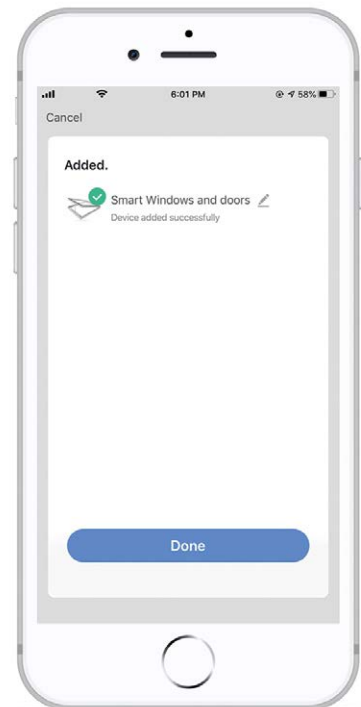 6:01 PM
58%
Cancel
Added.
Smart Windows and doors
Device added successfully
Done